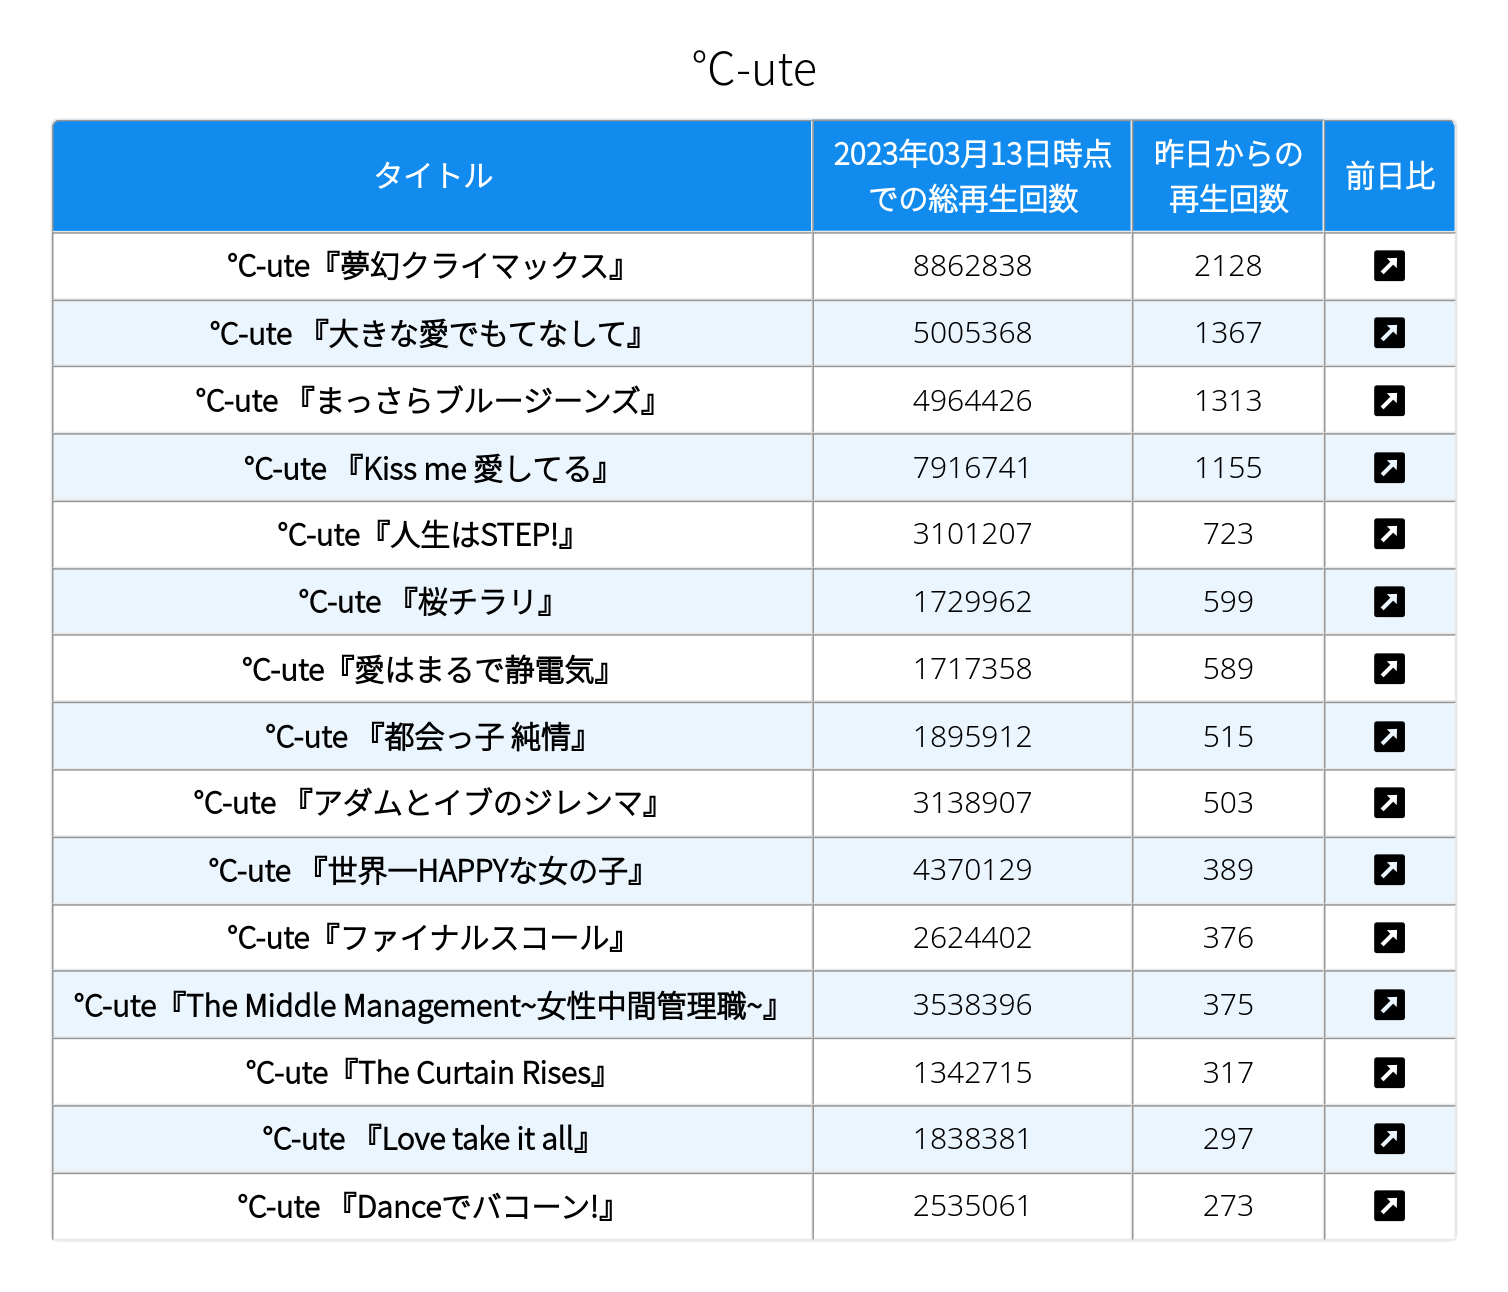 ℃-ute
タイトル 2023年03月13日時点での総再生回数 昨日からの再生回数 前日比
℃-ute『夢幻クライマックス』 8862838 2128
℃-ute 『大きな愛でもてなして』 5005368 1367
℃-ute 『まっさらブルージーンズ』 4964426 1313
℃-ute 『Kiss me 愛してる』 7916741 1155
℃-ute『人生はSTEP!』 3101207 723
℃-ute 『桜チラリ』 1729962 599
℃-ute『愛はまるで静電気』 1717358 589
℃-ute 『都会っ子 純情』 1895912 515
℃-ute 『アダムとイブのジレンマ』 3138907 503
℃-ute 『世界一HAPPYな女の子』 4370129 389
℃-ute『ファイナルスコール』 2624402 376
℃-ute『The Middle Management~女性中間管理職~』 3538396 375
℃-ute『The Curtain Rises』 1342715 317
℃-ute 『Love take it all』 1838381 297
℃-ute 『Danceでバコーン!』 2535061 273